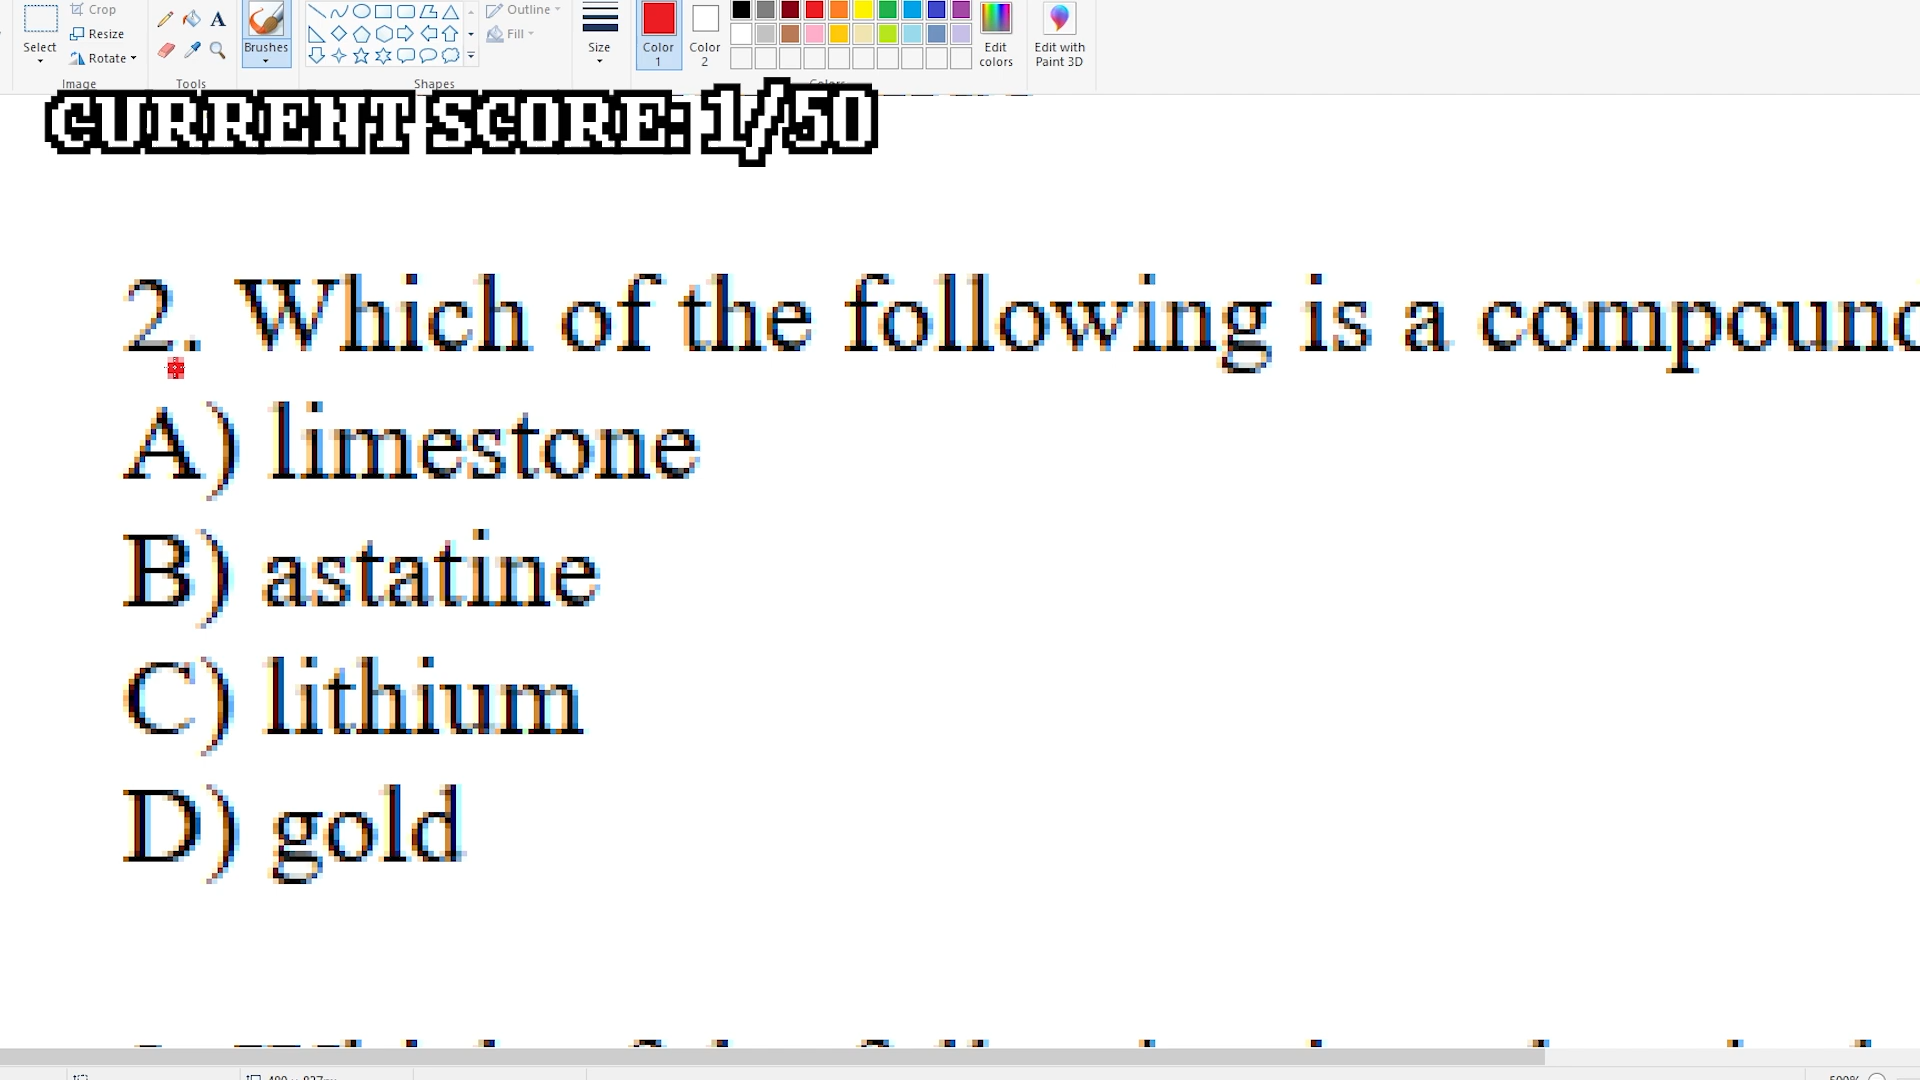 Crop
Outline
Resize
Fill
Select
Rotate
Brushes
Size
Color 1
Color 2
Edit colors
Edit with Paint 3D
Image
Tools
Shapes
CURRENT SCORE: 1/50
2. Which of the following is a compound
A) limestone
B) astatine
C) lithium
D) gold